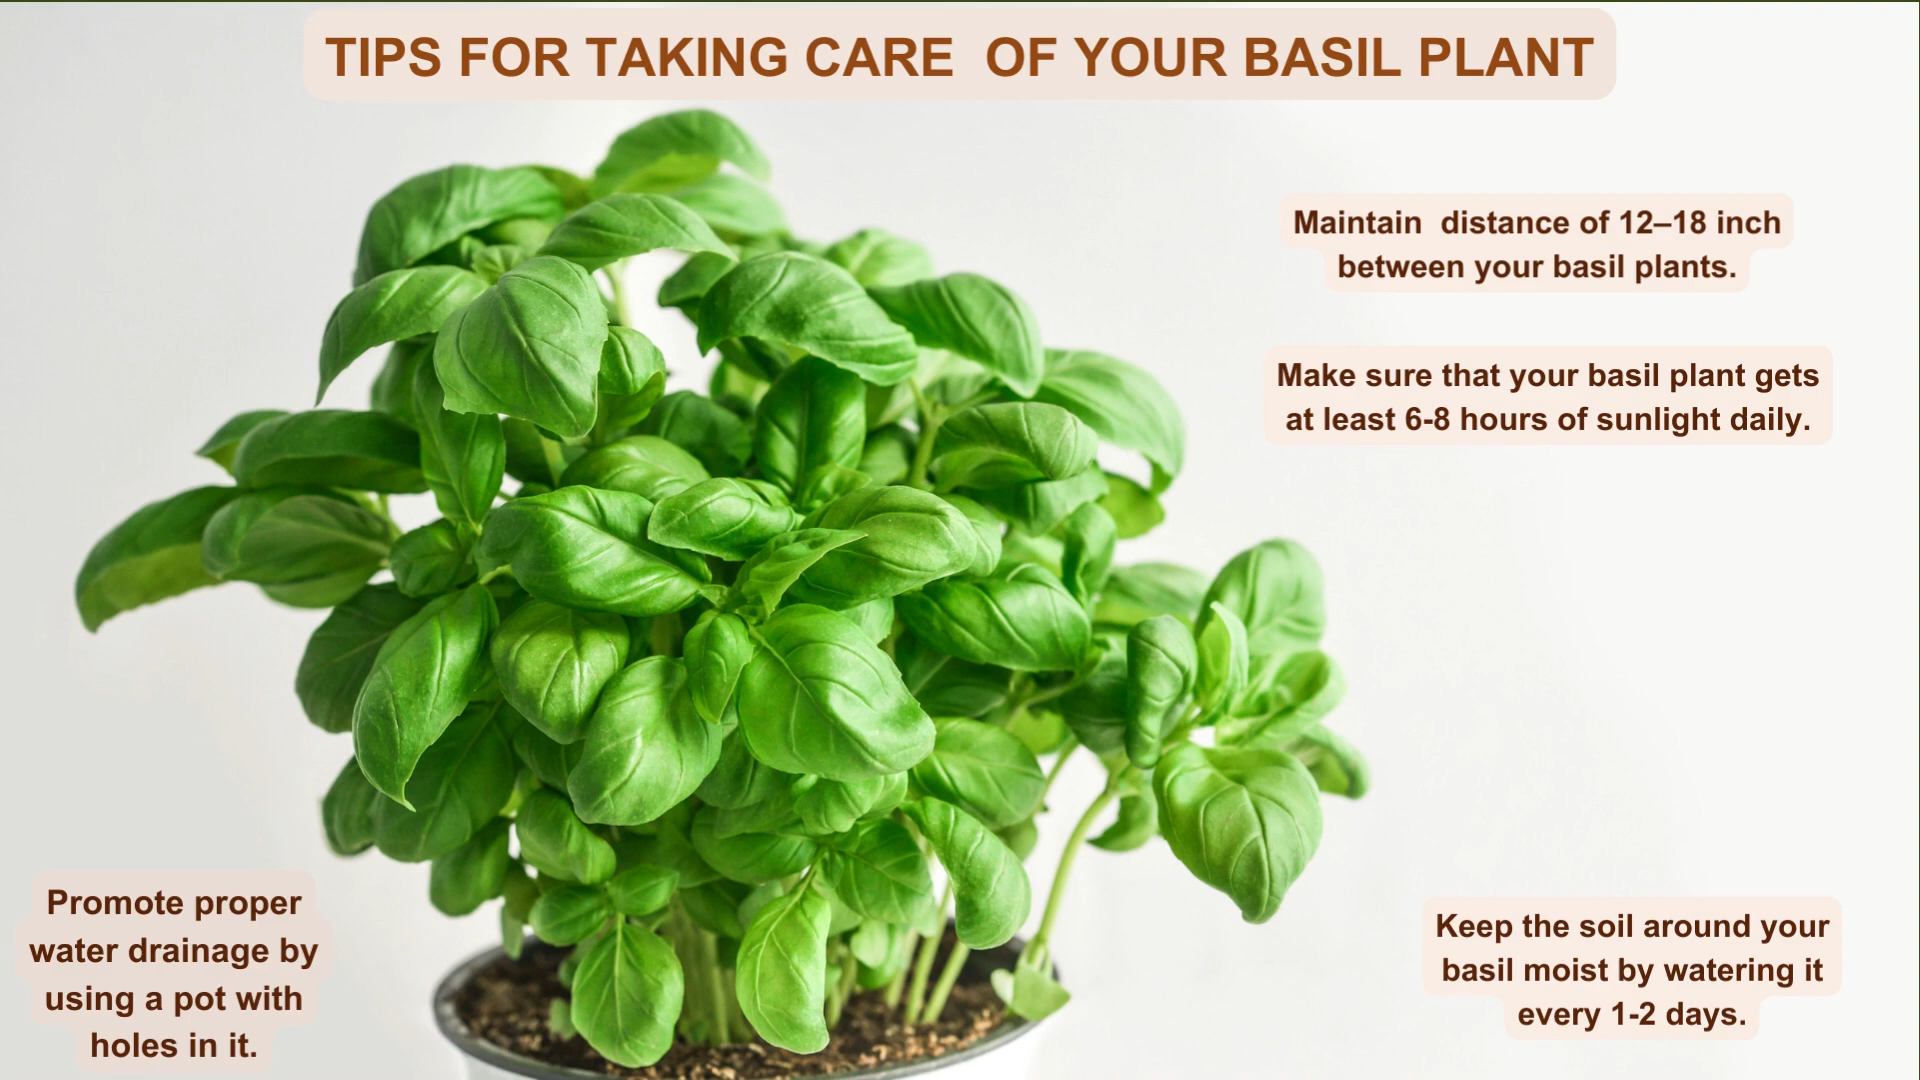 TIPS FOR TAKING CARE  OF YOUR BASIL PLANT
Maintain  distance of 12–18 inch
between your basil plants.
Make sure that your basil plant gets
at least 6-8 hours of sunlight daily.
Promote proper
water drainage by
using a pot with
holes in it.
Keep the soil around your
basil moist by watering it
every 1-2 days.